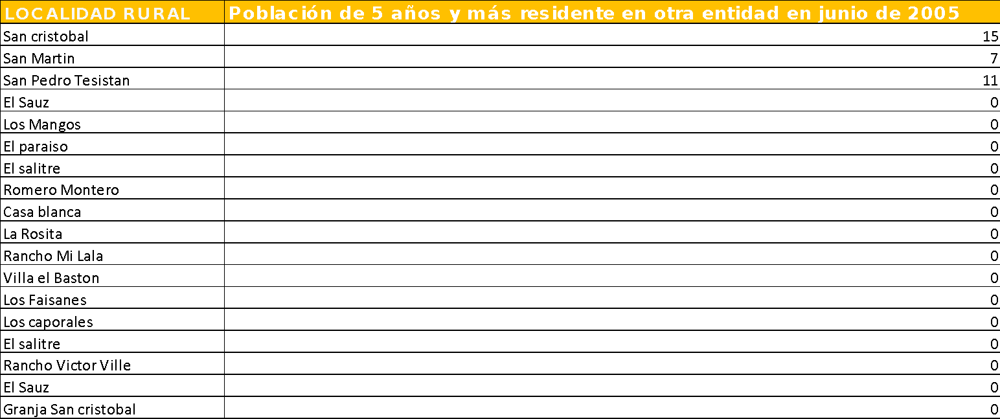 LOCALIDAD RURAL Población de 5 años y más residente en otra entidad en junio de 2005
San cristobal 15
San Martin 7
San Pedro Tesistan 11
El Sauz 0
Los Mangos 0
El paraiso 0
El salitre 0
Romero Montero 0
Casa blanca 0
La Rosita 0
Rancho Mi Lala 0
Villa el Baston 0
Los Faisanes 0
Los caporales 0
El salitre 0
Rancho Victor Ville 0
El Sauz 0
Granja San cristobal 0